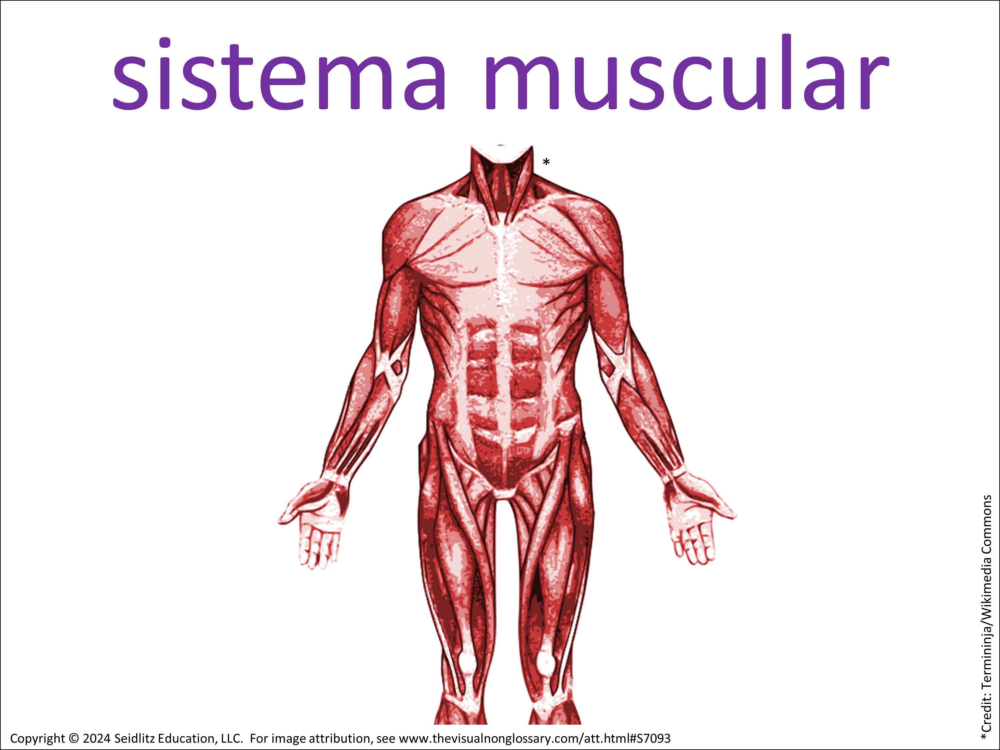 sistema muscular
*
*Credit: Termininja/Wikimedia Commons
Copyright © 2024 Seidlitz Education, LLC.  For image attribution, see www.thevisualnonglossary.com/att.html#S7093